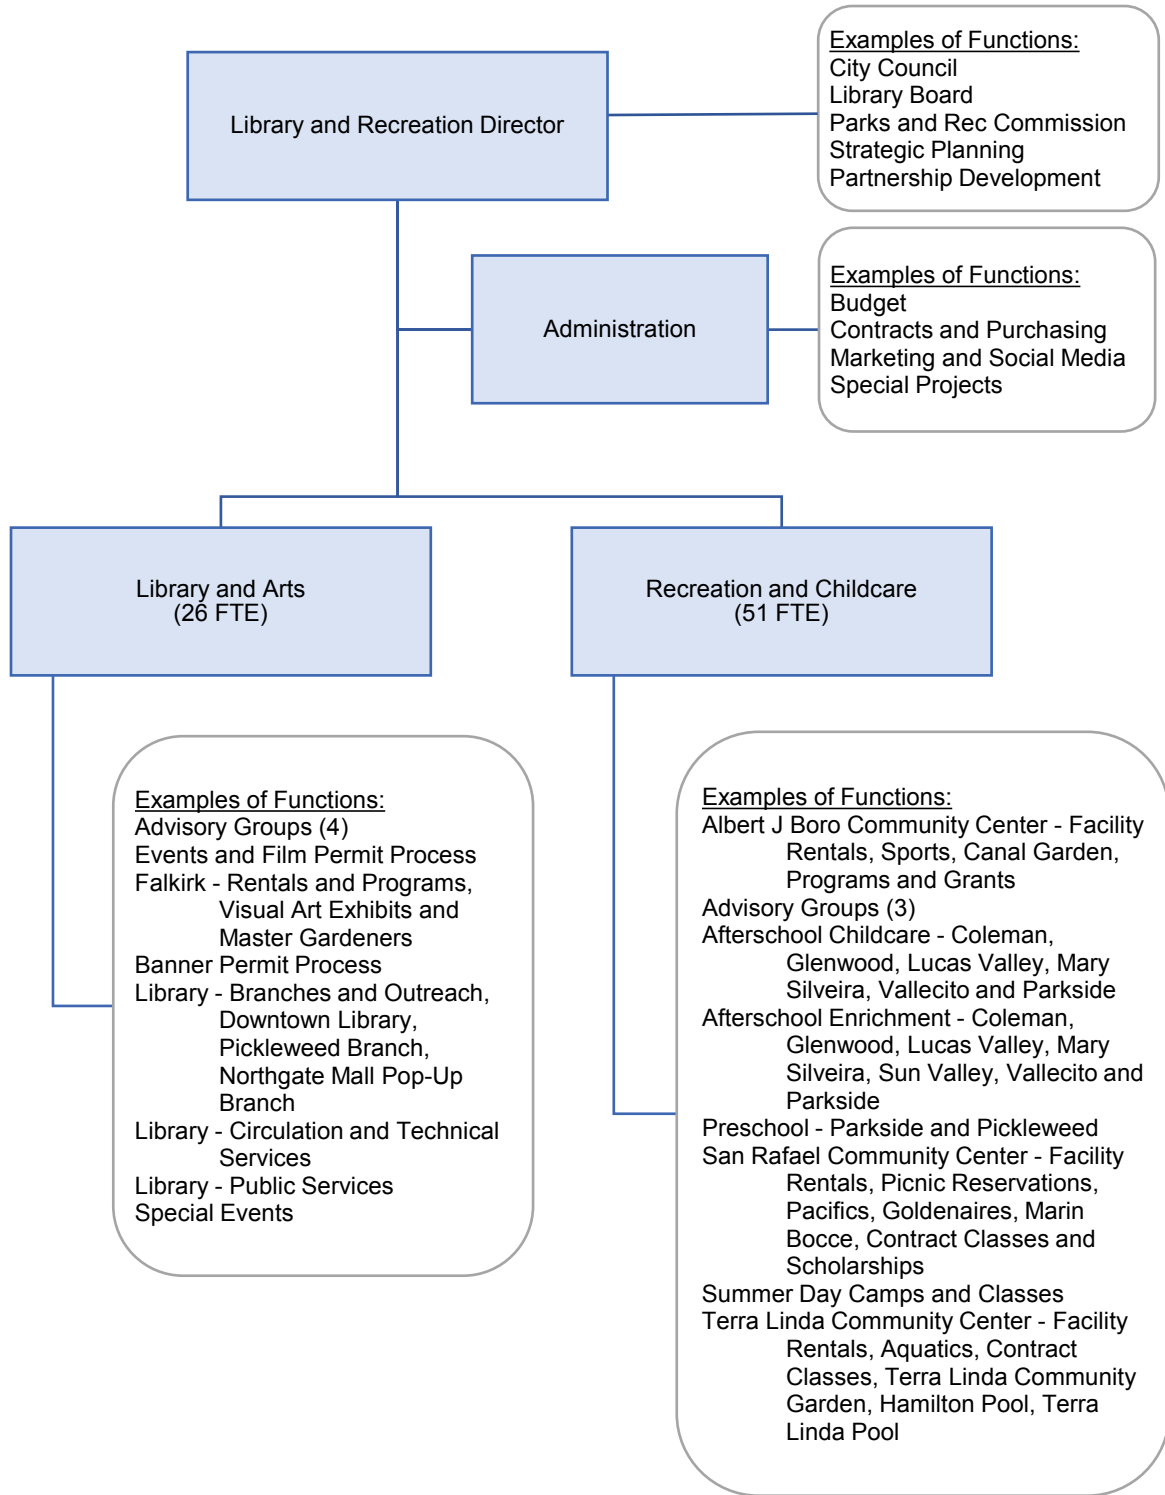 Library and Recreation Director
Examples of Functions:
City Council
Library Board
Parks and Rec Commission
Strategic Planning
Partnership Development
Administration
Examples of Functions:
Budget
Contracts and Purchasing
Marketing and Social Media
Special Projects
Library and Arts
(26 FTE)
Recreation and Childcare
(51 FTE)
Examples of Functions:
Advisory Groups (4)
Events and Film Permit Process
Falkirk - Rentals and Programs,
Visual Art Exhibits and
Master Gardeners
Banner Permit Process
Library - Branches and Outreach,
Downtown Library,
Pickleweed Branch,
Northgate Mall Pop-Up
Branch
Library - Circulation and Technical
Services
Library - Public Services
Special Events
Examples of Functions:
Albert J Boro Community Center - Facility
Rentals, Sports, Canal Garden,
Programs and Grants
Advisory Groups (3)
Afterschool Childcare - Coleman,
Glenwood, Lucas Valley, Mary
Silveira, Vallecito and Parkside
Afterschool Enrichment - Coleman,
Glenwood, Lucas Valley, Mary
Silveira, Sun Valley, Vallecito and
Parkside
Preschool - Parkside and Pickleweed
San Rafael Community Center - Facility
Rentals, Picnic Reservations,
Pacifics, Goldenaires, Marin
Bocce, Contract Classes and
Scholarships
Summer Day Camps and Classes
Terra Linda Community Center - Facility
Rentals, Aquatics, Contract
Classes, Terra Linda Community
Garden, Hamilton Pool, Terra
Linda Pool